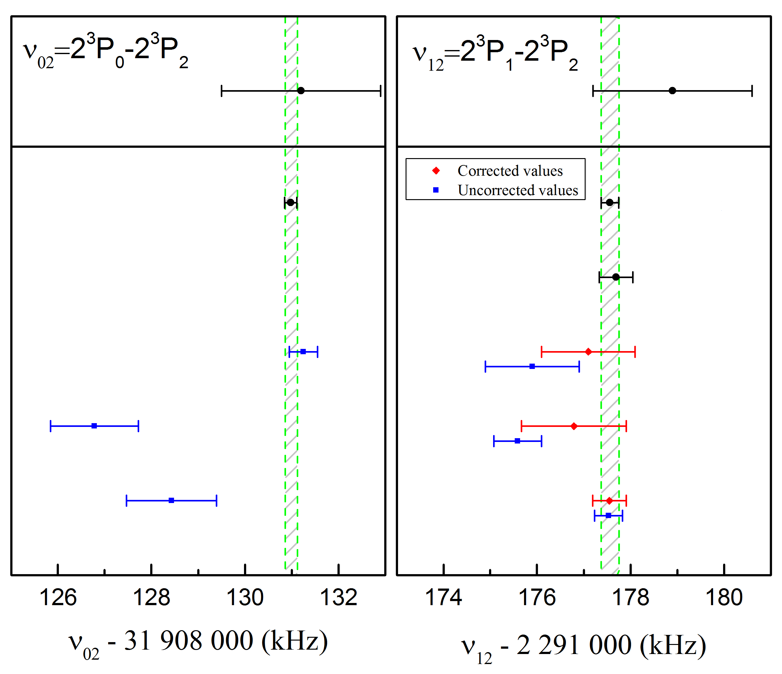 ν02=2³P0-2³P2
ν12=2³P1-2³P2
Corrected values
Uncorrected values
126 128 130 132
174 176 178 180
ν02 - 31 908 000 (kHz)
ν12 - 2 291 000 (kHz)